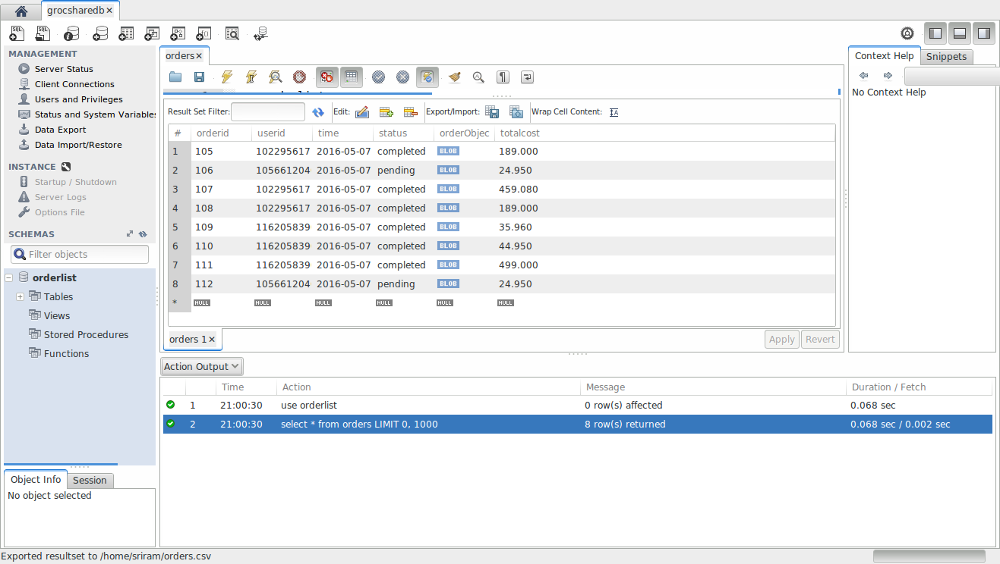 grocsharedb
MANAGEMENT
Server Status
Client Connections
Users and Privileges
Status and System Variables
Data Export
Data Import/Restore
INSTANCE
Startup / Shutdown
Server Logs
Options File
SCHEMAS
Filter objects
orderlist
Tables
Views
Stored Procedures
Functions
Object Info Session
No object selected
orders
Result Set Filter: Edit: Export/Import: Wrap Cell Content:
# orderid userid time status orderObjec totalcost
1 105 102295617 2016-05-07 completed BLOB 189.000
2 106 105661204 2016-05-07 pending BLOB 24.950
3 107 102295617 2016-05-07 completed BLOB 459.080
4 108 102295617 2016-05-07 completed BLOB 189.000
5 109 116205839 2016-05-07 completed BLOB 35.960
6 110 116205839 2016-05-07 completed BLOB 44.950
7 111 116205839 2016-05-07 completed BLOB 499.000
8 112 105661204 2016-05-07 pending BLOB 24.950
* NULL NULL NULL NULL NULL NULL
orders 1 Apply Revert
Context Help Snippets
No Context Help
Action Output
Time Action Message Duration / Fetch
1 21:00:30 use orderlist 0 row(s) affected 0.068 sec
2 21:00:30 select * from orders LIMIT 0, 1000 8 row(s) returned 0.068 sec / 0.002 sec
Exported resultset to /home/sriram/orders.csv